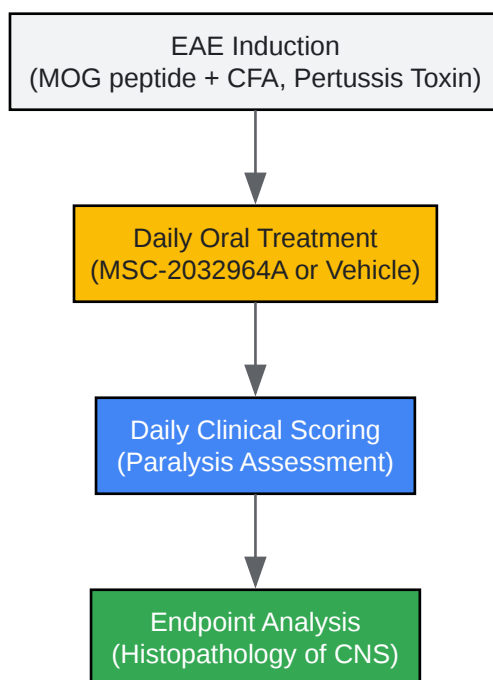 EAE Induction
(MOG peptide + CFA, Pertussis Toxin)
Daily Oral Treatment
(MSC-2032964A or Vehicle)
Daily Clinical Scoring
(Paralysis Assessment)
Endpoint Analysis
(Histopathology of CNS)